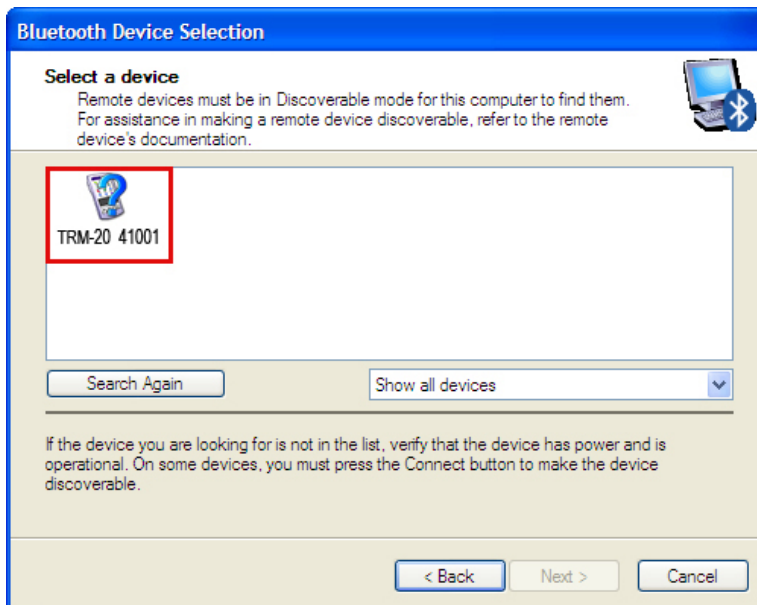 Bluetooth Device Selection
Select a device
Remote devices must be in Discoverable mode for this computer to find them.
For assistance in making a remote device discoverable, refer to the remote
device's documentation.
TRM-20 41001
Search Again
Show all devices
If the device you are looking for is not in the list, verify that the device has power and is
operational. On some devices, you must press the Connect button to make the device
discoverable.
< Back
Next >
Cancel